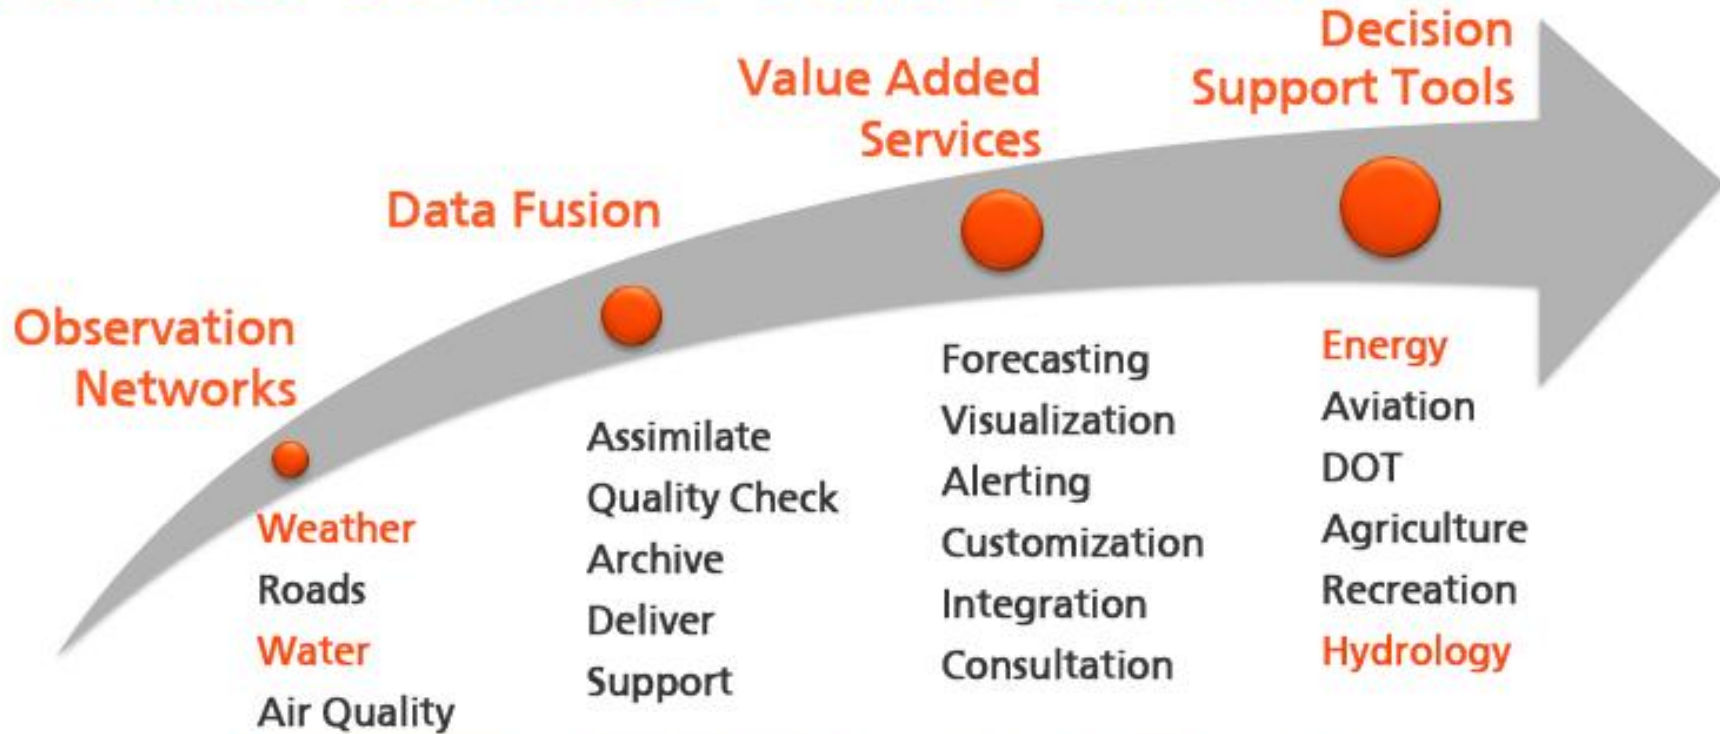 Observation
Networks
Weather
Roads
Water
Air Quality
Data Fusion
Assimilate
Quality Check
Archive
Deliver
Support
Value Added
Services
Forecasting
Visualization
Alerting
Customization
Integration
Consultation
Decision
Support Tools
Energy
Aviation
DOT
Agriculture
Recreation
Hydrology